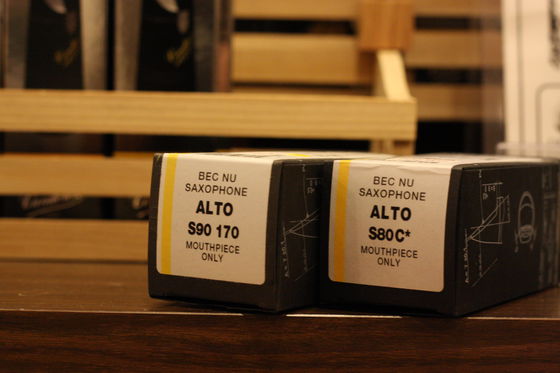 BEC NU
SAXOPHONE
ALTO
S90 170
MOUTHPIECE
ONLY
BEC NU
SAXOPHONE
ALTO
S80C*
MOUTHPIECE
ONLY